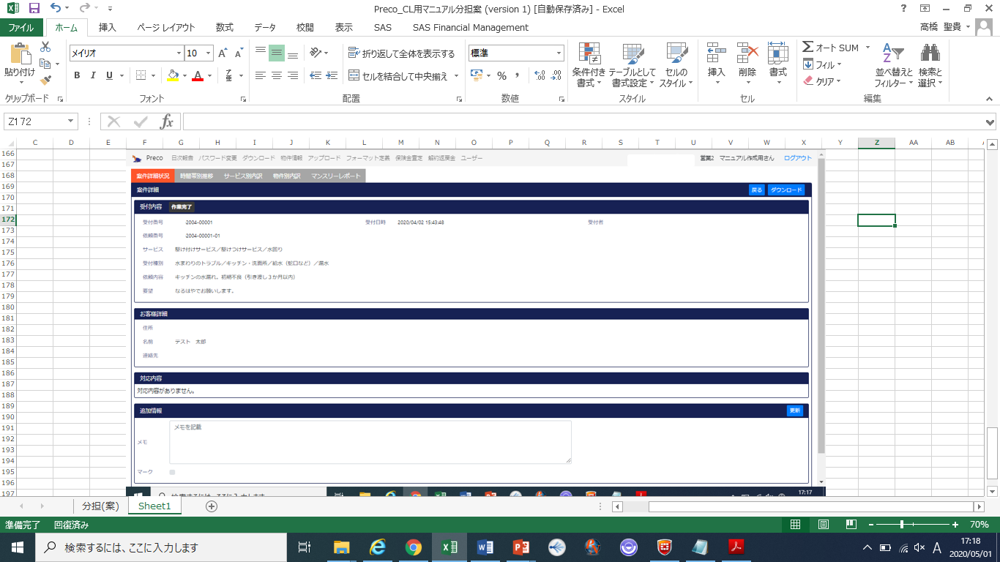 Preco_CL用マニュアル分担案 (version 1) [自動保存済み] - Excel
ファイル ホーム 挿入 ページ レイアウト 数式 データ 校閲 表示 SAS SAS Financial Management 高橋 聖貴
貼り付け
クリップボード
メイリオ 10
B I U
フォント
折り返して全体を表示する
セルを結合して中央揃え
配置
標準
数値
条件付き書式 テーブルとして書式設定 セルのスタイル
スタイル
挿入 削除 書式
セル
Σ オート SUM
フィル
クリア
並べ替えとフィルター 検索と選択
編集
Z172 fx
C D E F G H I J K L M N O P Q R S T U V W X Y Z AA AB
166
167
168
169
170
171
172
173
174
175
176
177
178
179
180
181
182
183
184
185
186
187
188
189
190
191
192
193
194
195
196
197
Preco 日次報告 パスワード変更 ダウンロード 物件情報 アップロード フォーマット定義 保険金査定 解約返戻金 ユーザー 営業2 マニュアル作成用さん ログアウト
案件詳細状況 時間帯別推移 サービス別内訳 物件別内訳 マンスリーレポート
案件詳細 戻る ダウンロード
受付内容 作業完了
受付番号 2004-00001 受付日時 2020/04/02 15:43:48 受付者
依頼番号 2004-00001-01
サービス 駆け付けサービス／駆けつけサービス／水回り
受付種別 水まわりのトラブル／キッチン・洗面所／給水（蛇口など）／漏水
依頼内容 キッチンの水漏れ。初期不良（引き渡し３か月以内）
要望 なるはやでお願いします。
お客様詳細
住所
名前 テスト 太郎
連絡先
対応内容
対応内容がありません。
追加情報 更新
メモ メモを記載
マーク
17:17
分担(案) Sheet1
準備完了 回復済み 70%
検索するには、ここに入力します
A 17:18
2020/05/01